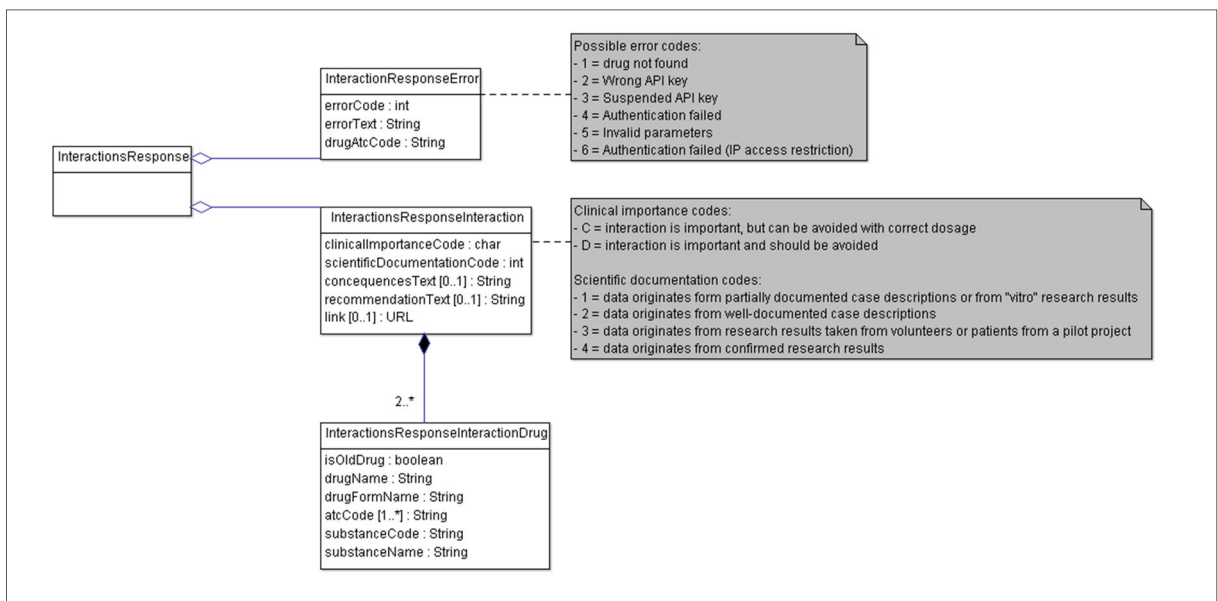 InteractionsResponse
InteractionResponseError
errorCode : int
errorText : String
drugAtcCode : String
Possible error codes:
- 1 = drug not found
- 2 = Wrong API key
- 3 = Suspended API key
- 4 = Authentication failed
- 5 = Invalid parameters
- 6 = Authentication failed (IP access restriction)
InteractionsResponseInteraction
clinicalImportanceCode : char
scientificDocumentationCode : int
concequencesText [0..1] : String
recommendationText [0..1] : String
link [0..1] : URL
Clinical importance codes:
- C = interaction is important, but can be avoided with correct dosage
- D = interaction is important and should be avoided
Scientific documentation codes:
- 1 = data originates form partially documented case descriptions or from "vitro" research results
- 2 = data originates from well-documented case descriptions
- 3 = data originates from research results taken from volunteers or patients from a pilot project
- 4 = data originates from confirmed research results
2..*
InteractionsResponseInteractionDrug
isOldDrug : boolean
drugName : String
drugFormName : String
atcCode [1..*] : String
substanceCode : String
substanceName : String